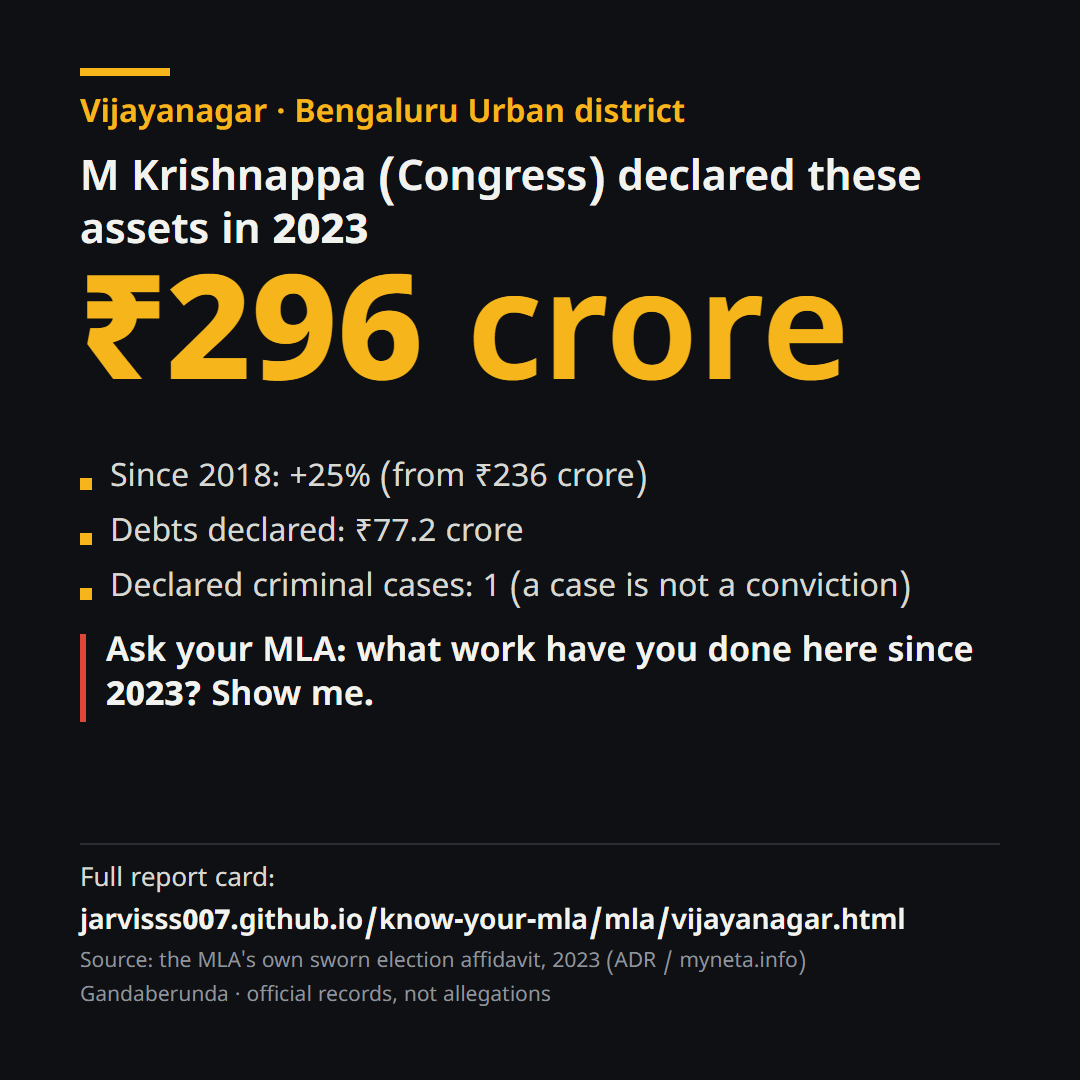 Vijayanagar · Bengaluru Urban district
M Krishnappa (Congress) declared these
assets in 2023
₹296 crore
Since 2018: +25% (from ₹236 crore)
Debts declared: ₹77.2 crore
Declared criminal cases: 1 (a case is not a conviction)
Ask your MLA: what work have you done here since
2023? Show me.
Full report card:
jarvisss007.github.io/know-your-mla/mla/vijayanagar.html
Source: the MLA's own sworn election affidavit, 2023 (ADR / myneta.info)
Gandaberunda · official records, not allegations